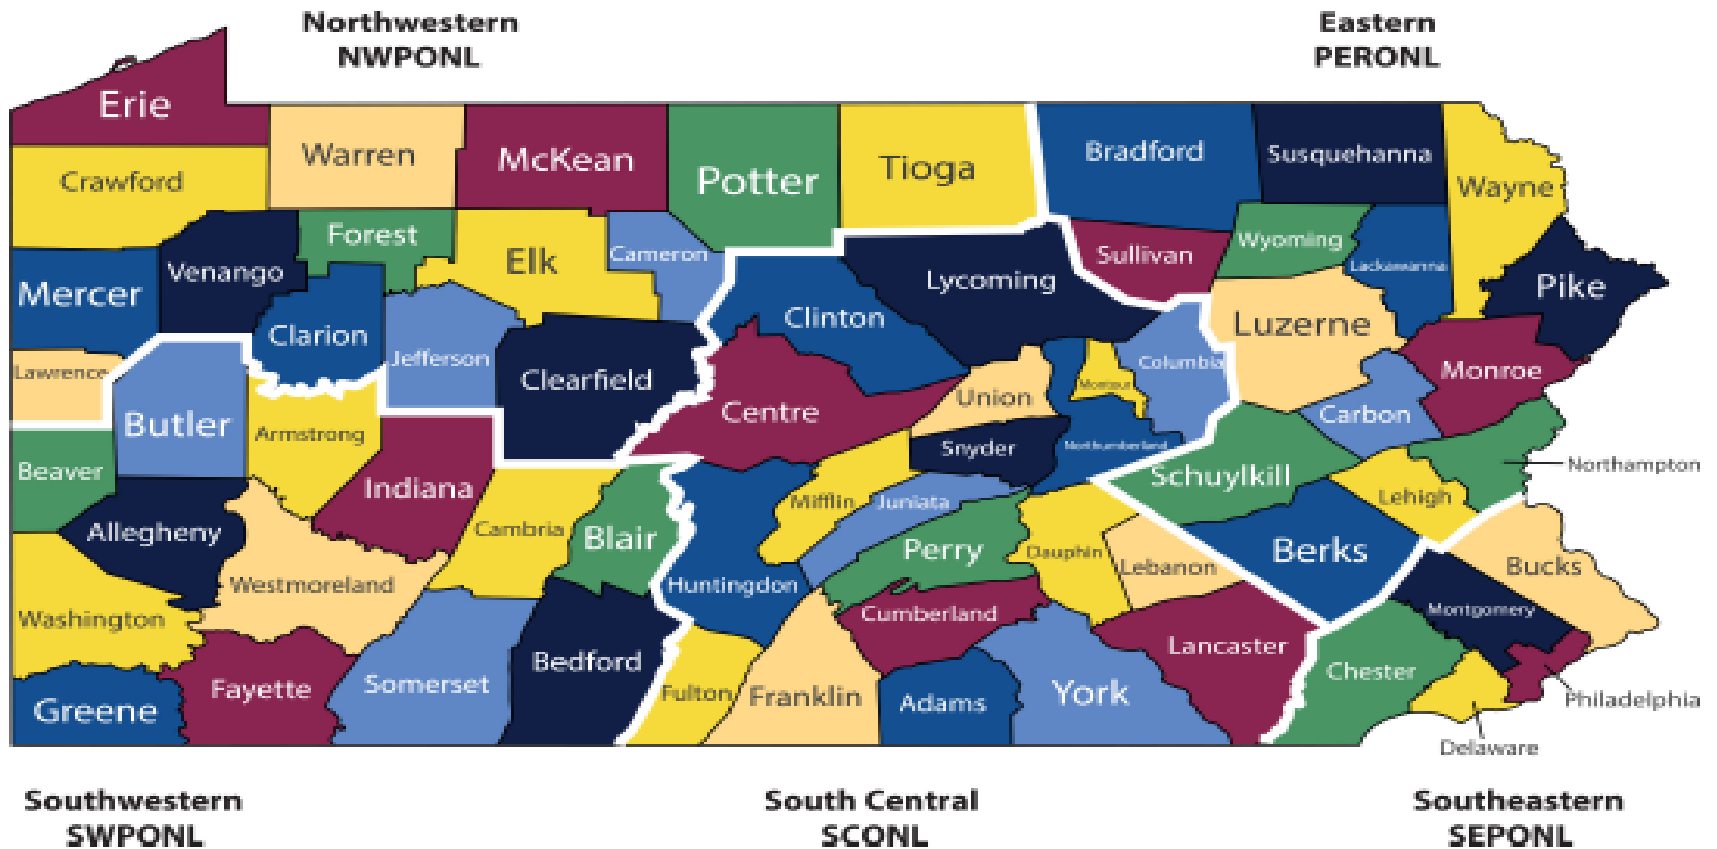 Northwestern
NWPONL
Eastern
PERONL
Erie
Warren
McKean
Potter
Tioga
Bradford
Susquehanna
Wayne
Crawford
Forest
Elk
Cameron
Sullivan
Wyoming
Lackawanna
Mercer
Venango
Lycoming
Pike
Clarion
Jefferson
Clinton
Luzerne
Lawrence
Clearfield
Columbia
Monroe
Butler
Armstrong
Centre
Union
Montour
Carbon
Beaver
Indiana
Snyder
Northumberland
Schuylkill
Northampton
Allegheny
Cambria
Blair
Mifflin
Juniata
Lehigh
Westmoreland
Huntingdon
Perry
Dauphin
Lebanon
Berks
Bucks
Washington
Cumberland
Montgomery
Greene
Fayette
Somerset
Bedford
Fulton
Franklin
Adams
York
Lancaster
Chester
Philadelphia
Delaware
Southwestern
SWPONL
South Central
SCONL
Southeastern
SEPONL